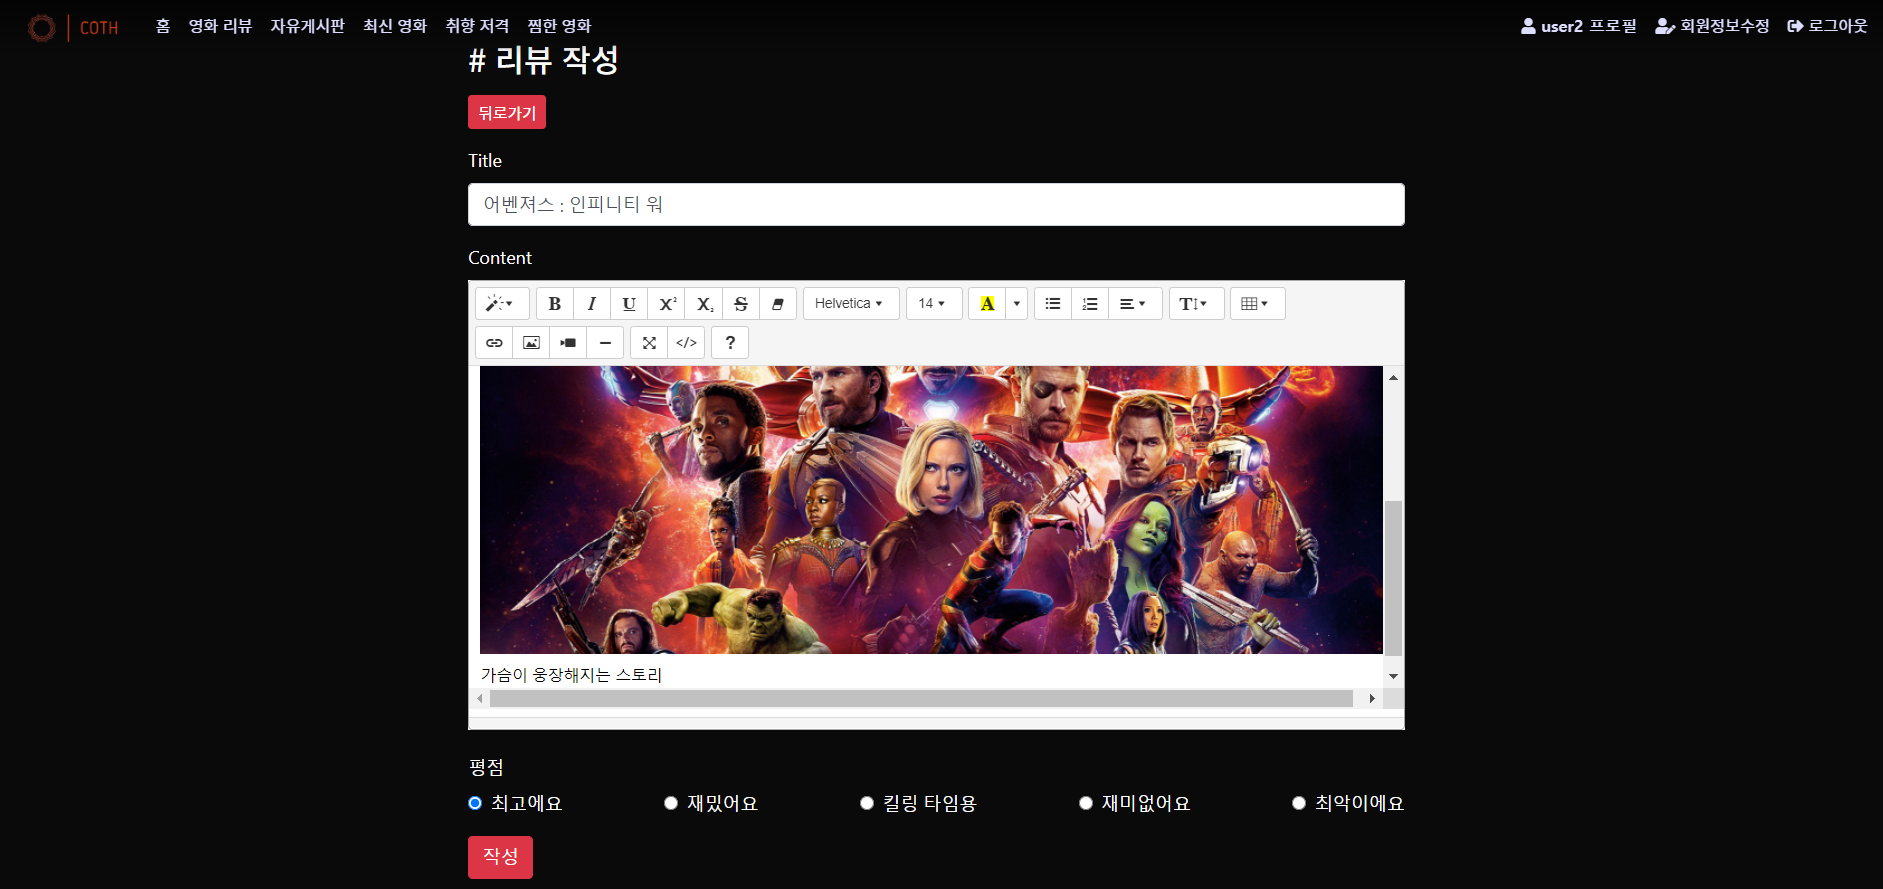 COTH 홈 영화 리뷰 자유게시판 최신 영화 취향 저격 찜한 영화 user2 프로필 회원정보수정 로그아웃
# 리뷰 작성
뒤로가기
Title
어벤져스 : 인피니티 워
Content
B I U X² X₂ S Helvetica 14 A T
</> ?
가슴이 웅장해지는 스토리
평점
최고에요 재밌어요 킬링 타임용 재미없어요 최악이에요
작성